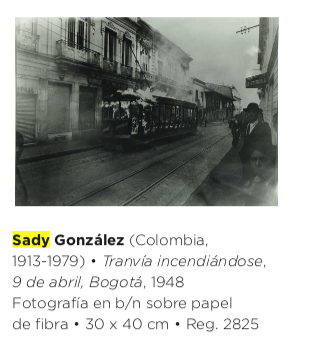 Sady González (Colombia,
1913-1979) • Tranvía incendiándose,
9 de abril, Bogotá, 1948
Fotografía en b/n sobre papel
de fibra • 30 x 40 cm • Reg. 2825